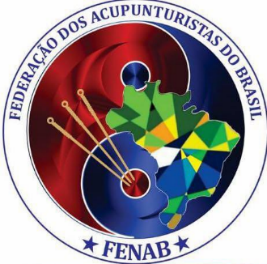 FEDERAÇÃO DOS ACUPUNTURISTAS DO BRASIL
★ FENAB ★